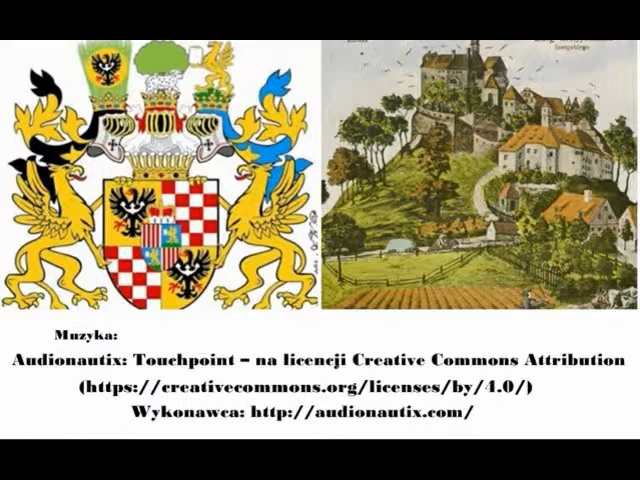 Muzyka:
Audionautix: Touchpoint – na licencji Creative Commons Attribution
(https://creativecommons.org/licenses/by/4.0/)
Wykonawca: http://audionautix.com/